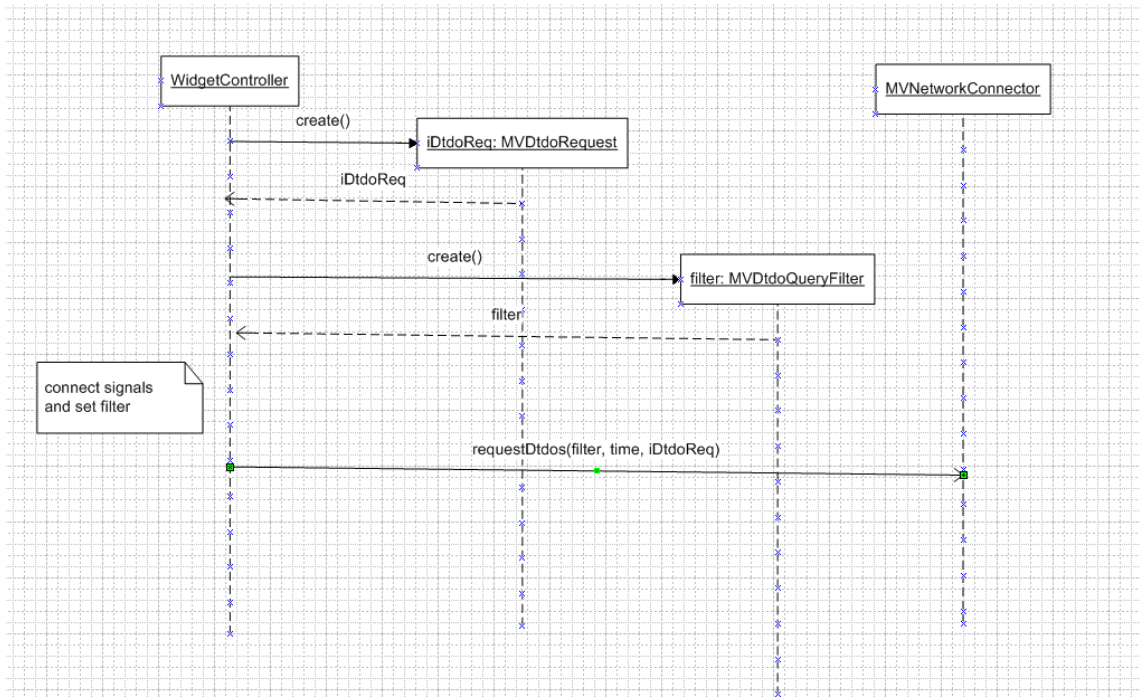 WidgetController
MVNetworkConnector
create()
iDtdoReq: MVDtdoRequest
iDtdoReq
create()
filter: MVDtdoQueryFilter
filter
connect signals
and set filter
requestDtdos(filter, time, iDtdoReq)